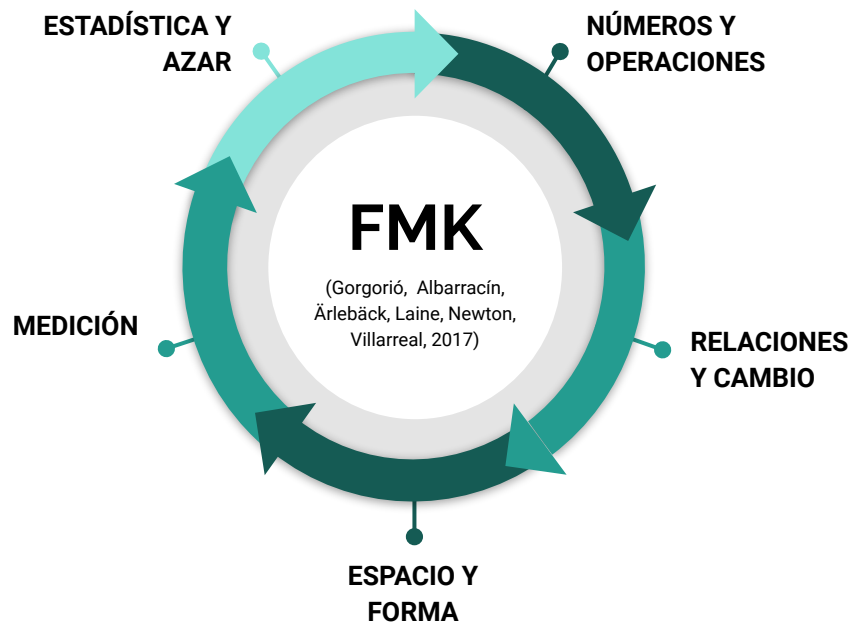 ESTADÍSTICA Y
AZAR
NÚMEROS Y
OPERACIONES
FMK
(Gorgorió, Albarracín,
Ärlebäck, Laine, Newton,
Villarreal, 2017)
MEDICIÓN
RELACIONES
Y CAMBIO
ESPACIO Y
FORMA